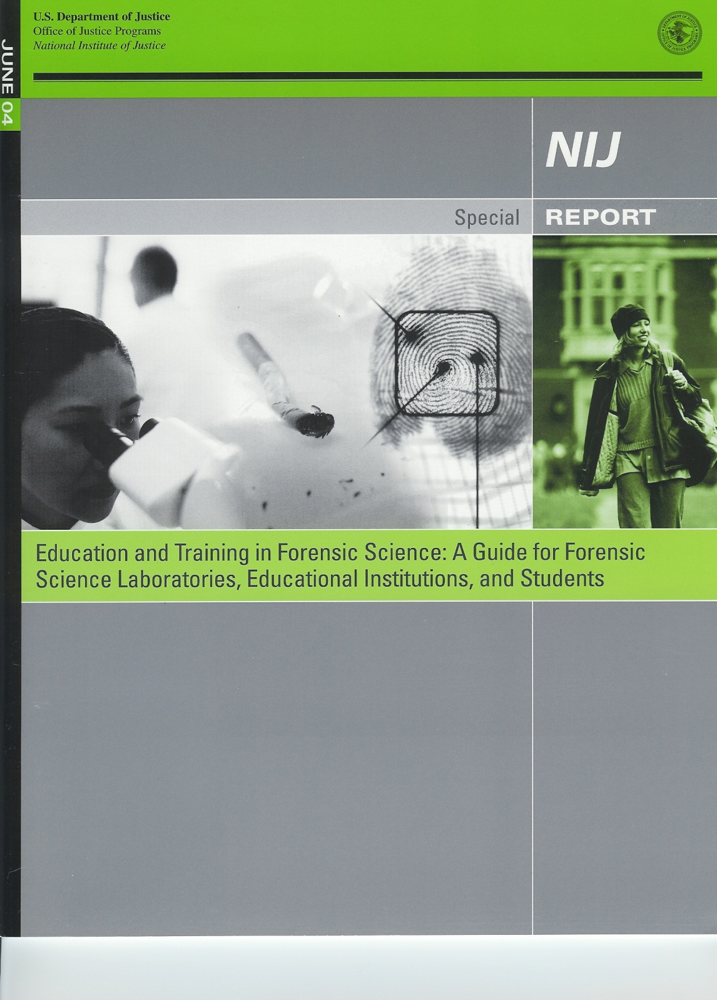 U.S. Department of Justice
Office of Justice Programs
National Institute of Justice
JUNE 04
NIJ
Special REPORT
Education and Training in Forensic Science: A Guide for Forensic
Science Laboratories, Educational Institutions, and Students